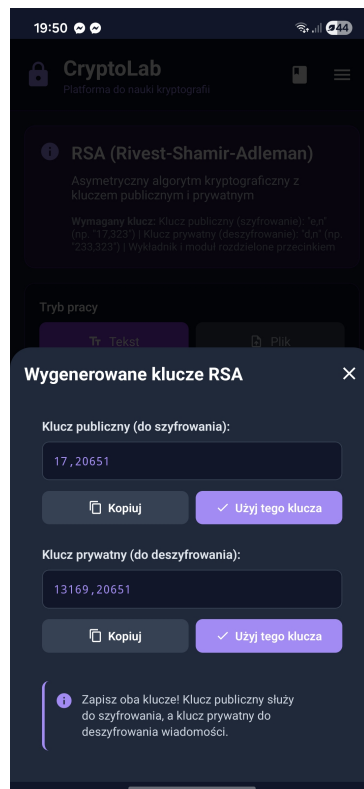 19:50
44
CryptoLab
Platforma do nauki kryptografii
RSA (Rivest-Shamir-Adleman)
Asymetryczny algorytm kryptograficzny z
kluczem publicznym i prywatnym
Wymagany klucz: Klucz publiczny (szyfrowanie): "e,n"
(np. "17,323") | Klucz prywatny (deszyfrowanie): "d,n" (np.
"233,323") | Wykładnik i moduł rozdzielone przecinkiem
Tryb pracy
Tт Tekst
Plik
Wygenerowane klucze RSA
Klucz publiczny (do szyfrowania):
17,20651
Kopiuj
Użyj tego klucza
Klucz prywatny (do deszyfrowania):
13169,20651
Kopiuj
Użyj tego klucza
Zapisz oba klucze! Klucz publiczny służy
do szyfrowania, a klucz prywatny do
deszyfrowania wiadomości.